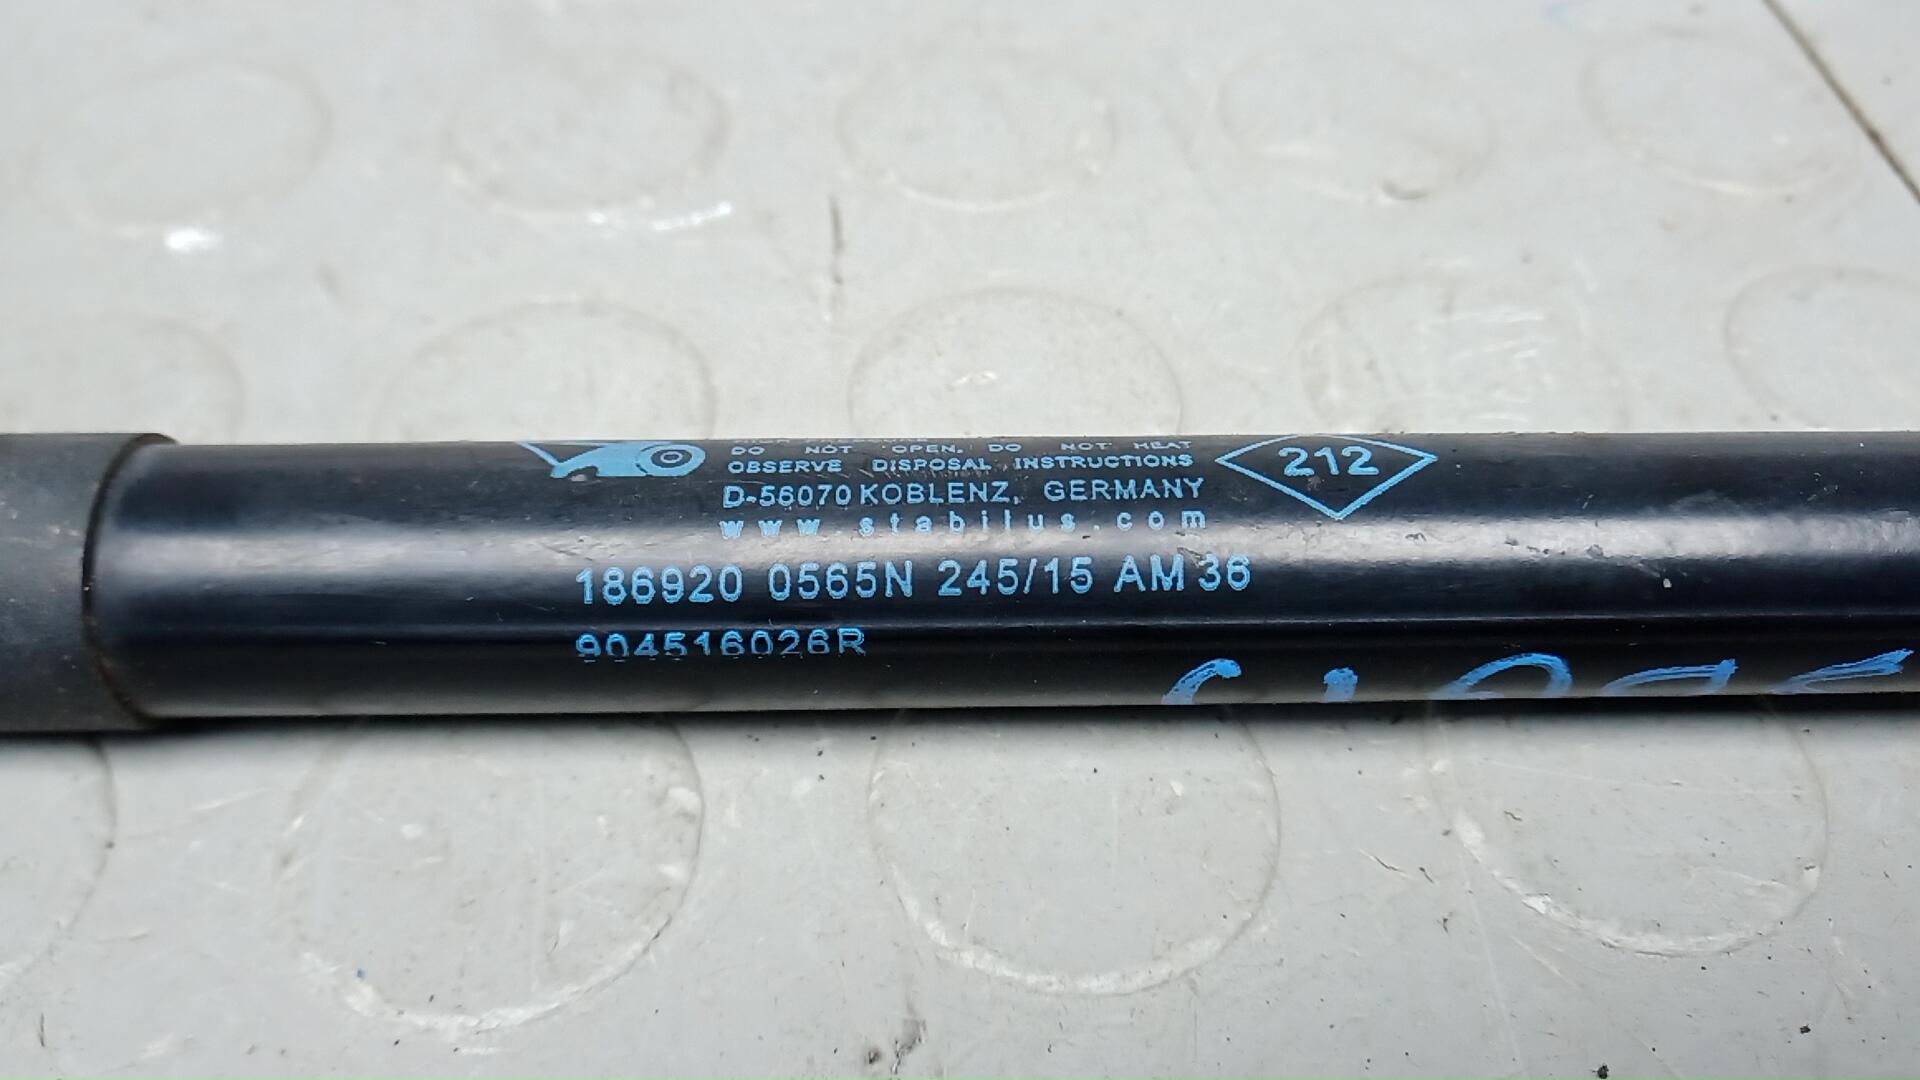 DO NOT OPEN, DO NOT HEAT
OBSERVE DISPOSAL INSTRUCTIONS
D-56070 KOBLENZ, GERMANY
www.stabilus.com
212
186920 0565N 245/15 AM 36
904516026R